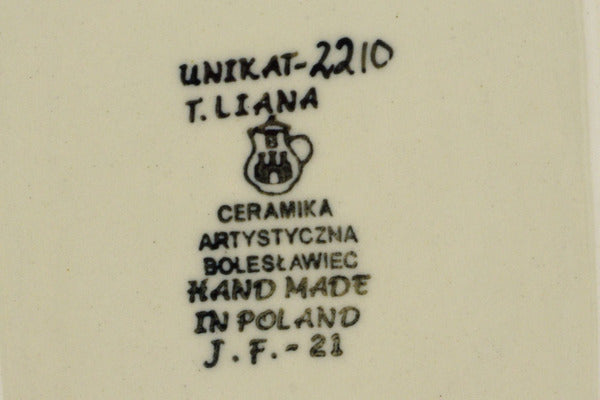 UNIKAT-2210
T. LIANA
B
CERAMIKA
ARTYSTYCZNA
BOLESŁAWIEC
HAND MADE
IN POLAND
J.F.-21